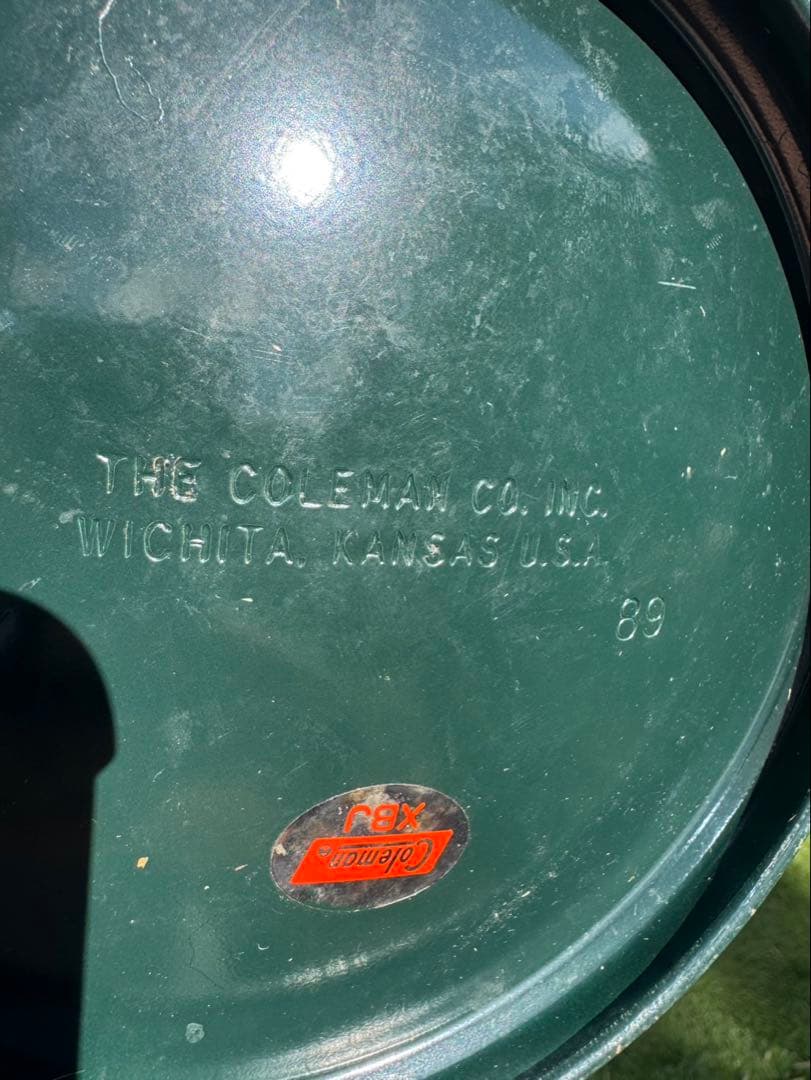 THE COLEMAN CO. INC.
WICHITA, KANSAS U.S.A.
89
XBJ
Coleman